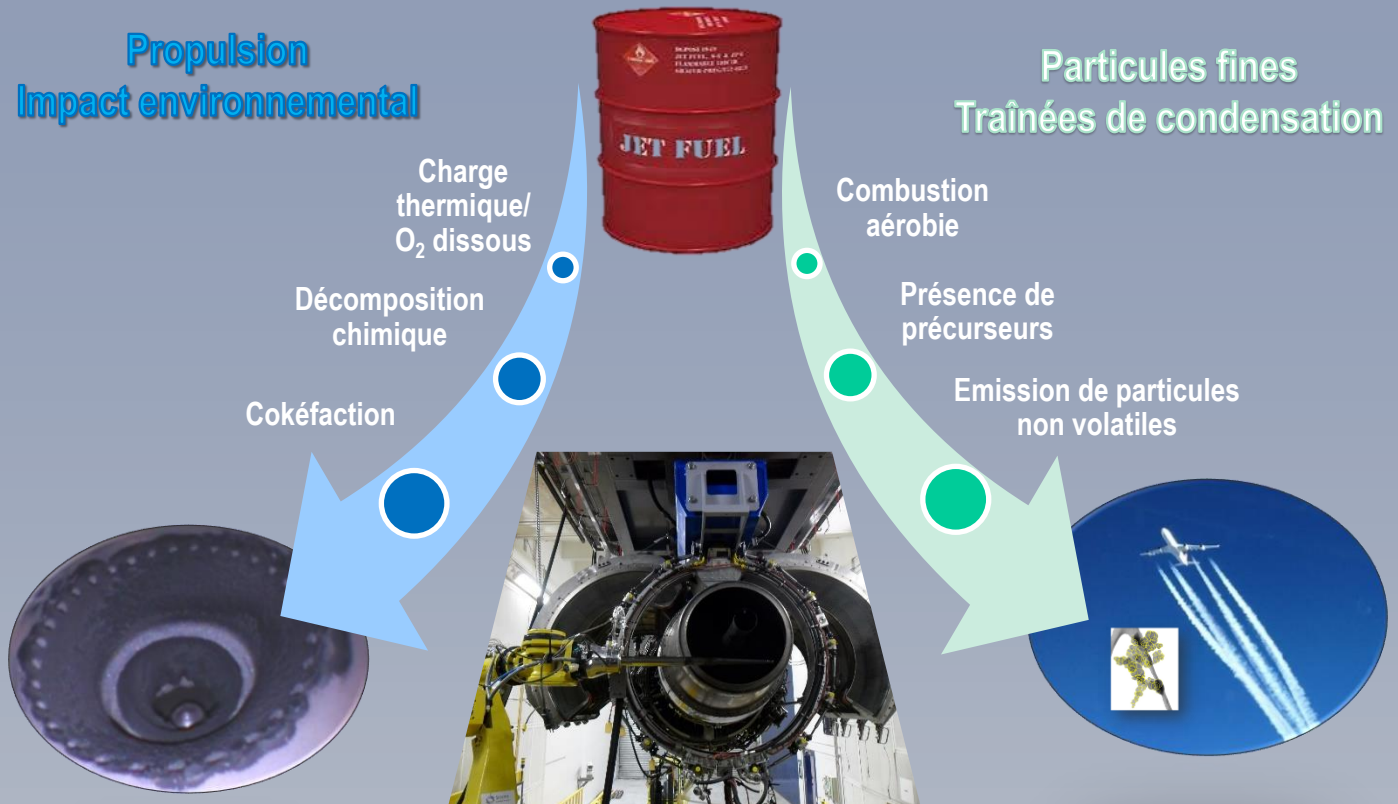 Propulsion
Impact environnemental
JET FUEL
Particules fines
Traînées de condensation
Charge
thermique/
O₂ dissous
Décomposition
chimique
Cokéfaction
Combustion
aérobie
Présence de
précurseurs
Emission de particules
non volatiles